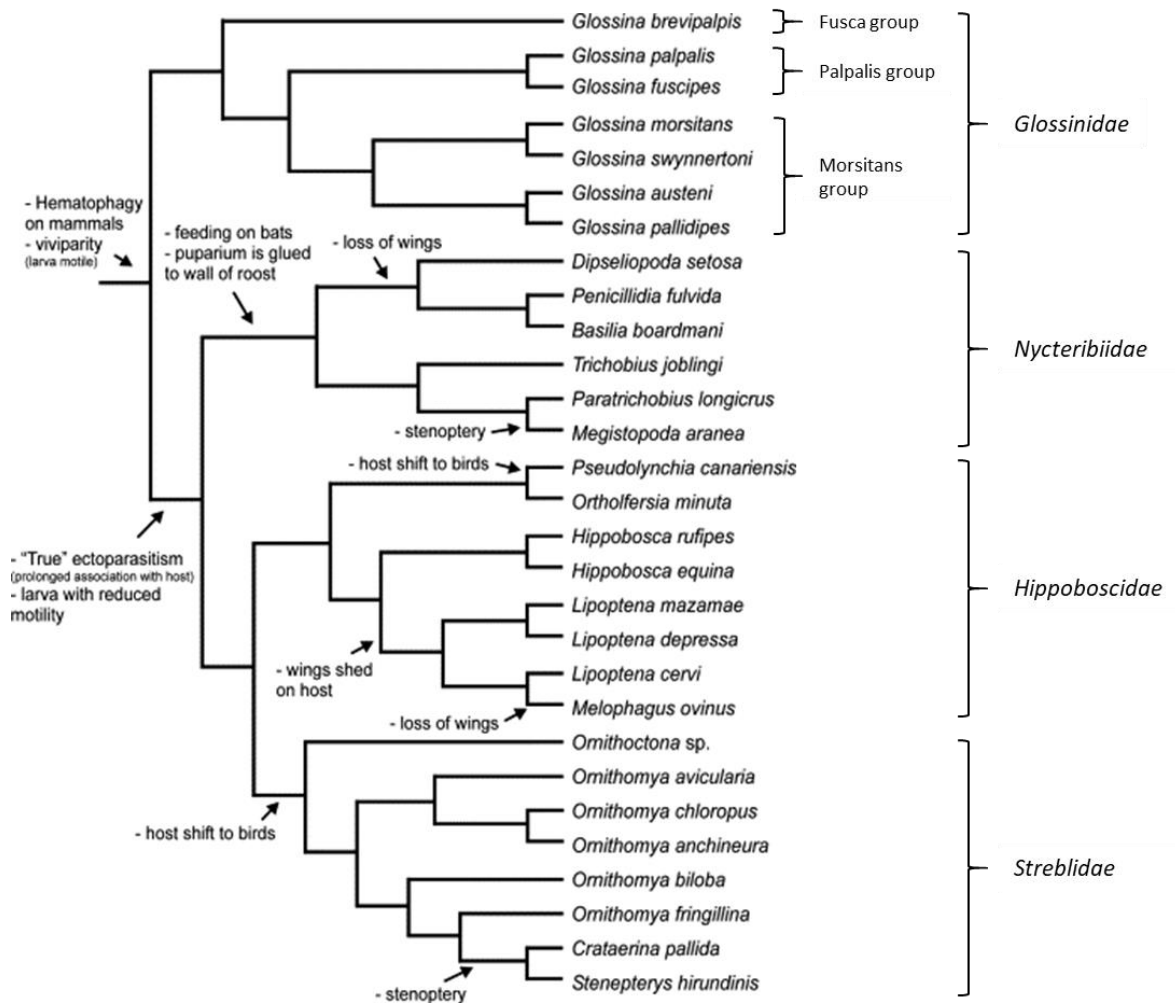 Glossina brevipalpis
Fusca group
Glossina palpalis
Palpalis group
Glossina fuscipes
Glossinidae
Glossina morsitans
Glossina swynnertoni
Morsitans
group
Glossina austeni
Glossina pallidipes
- Hematophagy
on mammals
- viviparity
(larva motile)
- feeding on bats
- puparium is glued
to wall of roost
- loss of wings
Dipseliopoda setosa
Penicillidia fulvida
Basilia boardmani
Nycteribiidae
Trichobius joblingi
Paratrichobius longicrus
- stenoptery
Megistopoda aranea
- host shift to birds
Pseudolynchia canariensis
Ortholfersia minuta
- "True" ectoparasitism
(prolonged association with host)
- larva with reduced
motility
Hippobosca rufipes
Hippobosca equina
Hippoboscidae
Lipoptena mazamae
Lipoptena depressa
- wings shed
on host
Lipoptena cervi
Melophagus ovinus
- loss of wings
Ornithoctona sp.
Ornithomya avicularia
- host shift to birds
Ornithomya chloropus
Ornithomya anchineura
Streblidae
Ornithomya biloba
Ornithomya fringillina
Crataerina pallida
Stenepterys hirundinis
- stenoptery